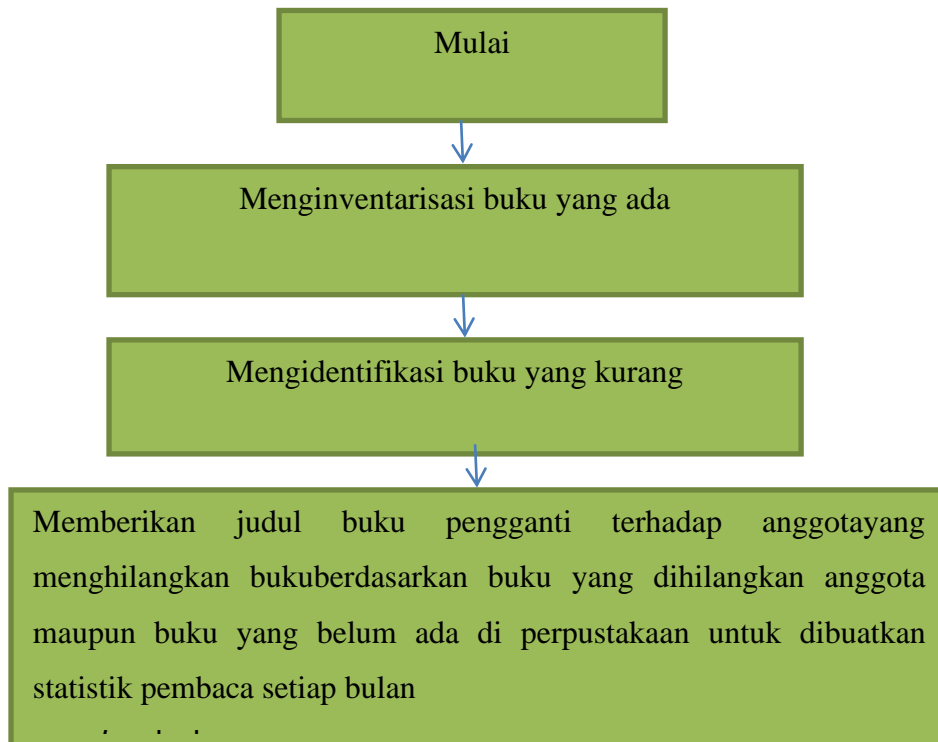 Mulai
Menginventarisasi buku yang ada
Mengidentifikasi buku yang kurang
Memberikan judul buku pengganti terhadap anggotayang
menghilangkan bukuberdasarkan buku yang dihilangkan anggota
maupun buku yang belum ada di perpustakaan untuk dibuatkan
statistik pembaca setiap bulan